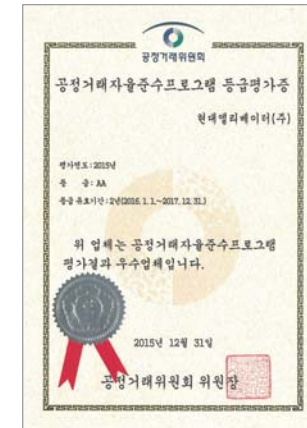 공정거래위원회
공정거래자율준수프로그램 등급평가증
현대엘리베이터(주)
평가연도 : 2015년
등 급 : AA
등급 유효기간 : 2년(2016. 1. 1.~2017. 12. 31.)
위 업체는 공정거래자율준수프로그램
평가결과 우수업체입니다.
2015년 12월 31일
공정거래위원회 위원장